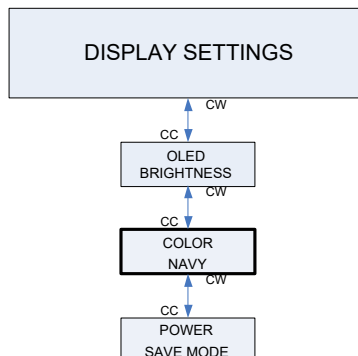 DISPLAY SETTINGS
CW
CC
OLED
BRIGHTNESS
CW
CC
COLOR
NAVY
CW
CC
POWER
SAVE MODE